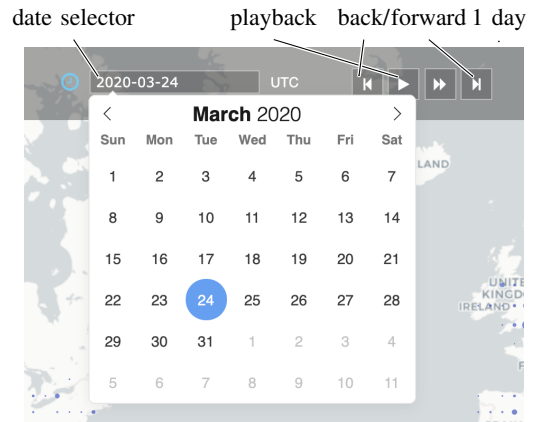 date selector playback back/forward 1 day
2020-03-24 UTC
March 2020
Sun Mon Tue Wed Thu Fri Sat
1 2 3 4 5 6 7
8 9 10 11 12 13 14
15 16 17 18 19 20 21
22 23 24 25 26 27 28
29 30 31 1 2 3 4
5 6 7 8 9 10 11
LAND
UNITE
KINGD
IRELAND